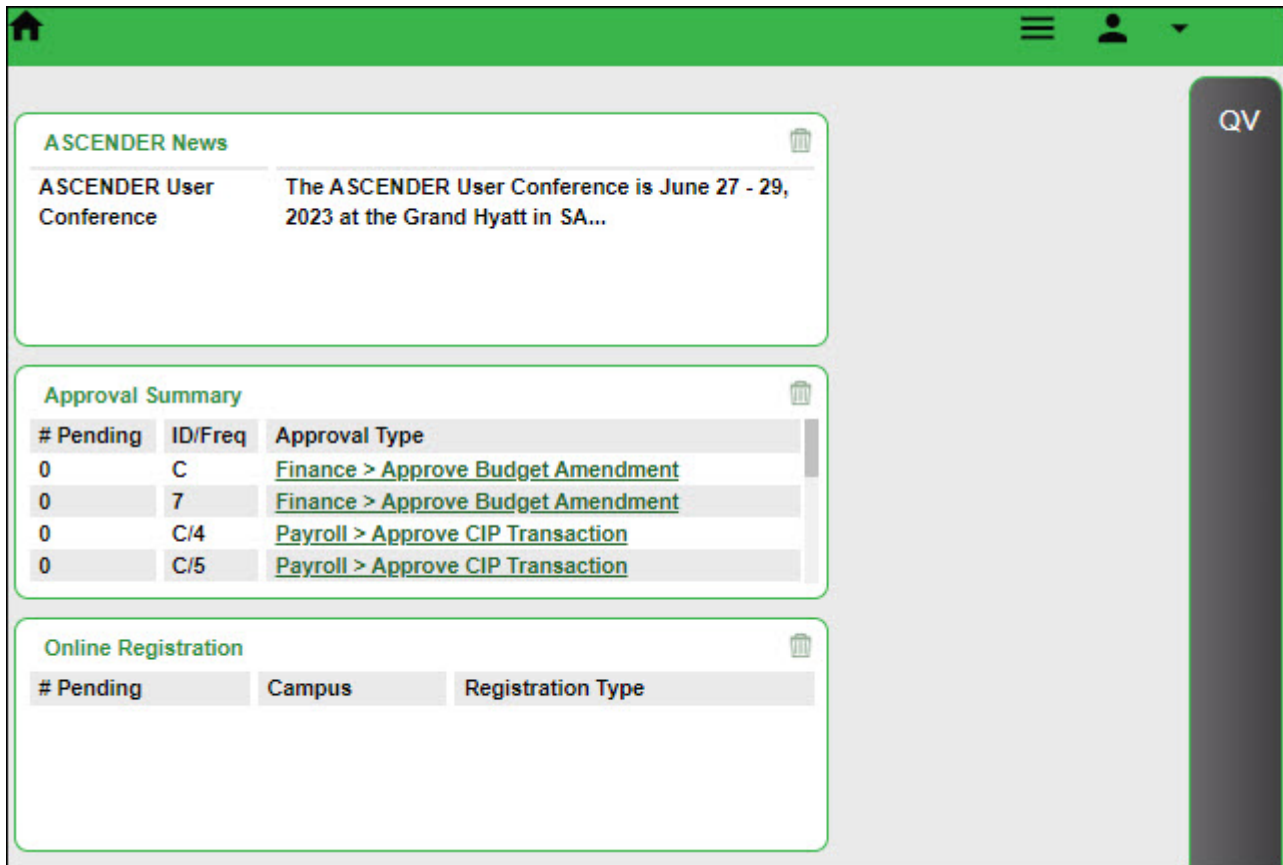 QV
ASCENDER News
ASCENDER User Conference
The ASCENDER User Conference is June 27 - 29,
2023 at the Grand Hyatt in SA...
Approval Summary
# Pending ID/Freq Approval Type
0 C Finance > Approve Budget Amendment
0 7 Finance > Approve Budget Amendment
0 C/4 Payroll > Approve CIP Transaction
0 C/5 Payroll > Approve CIP Transaction
Online Registration
# Pending Campus Registration Type